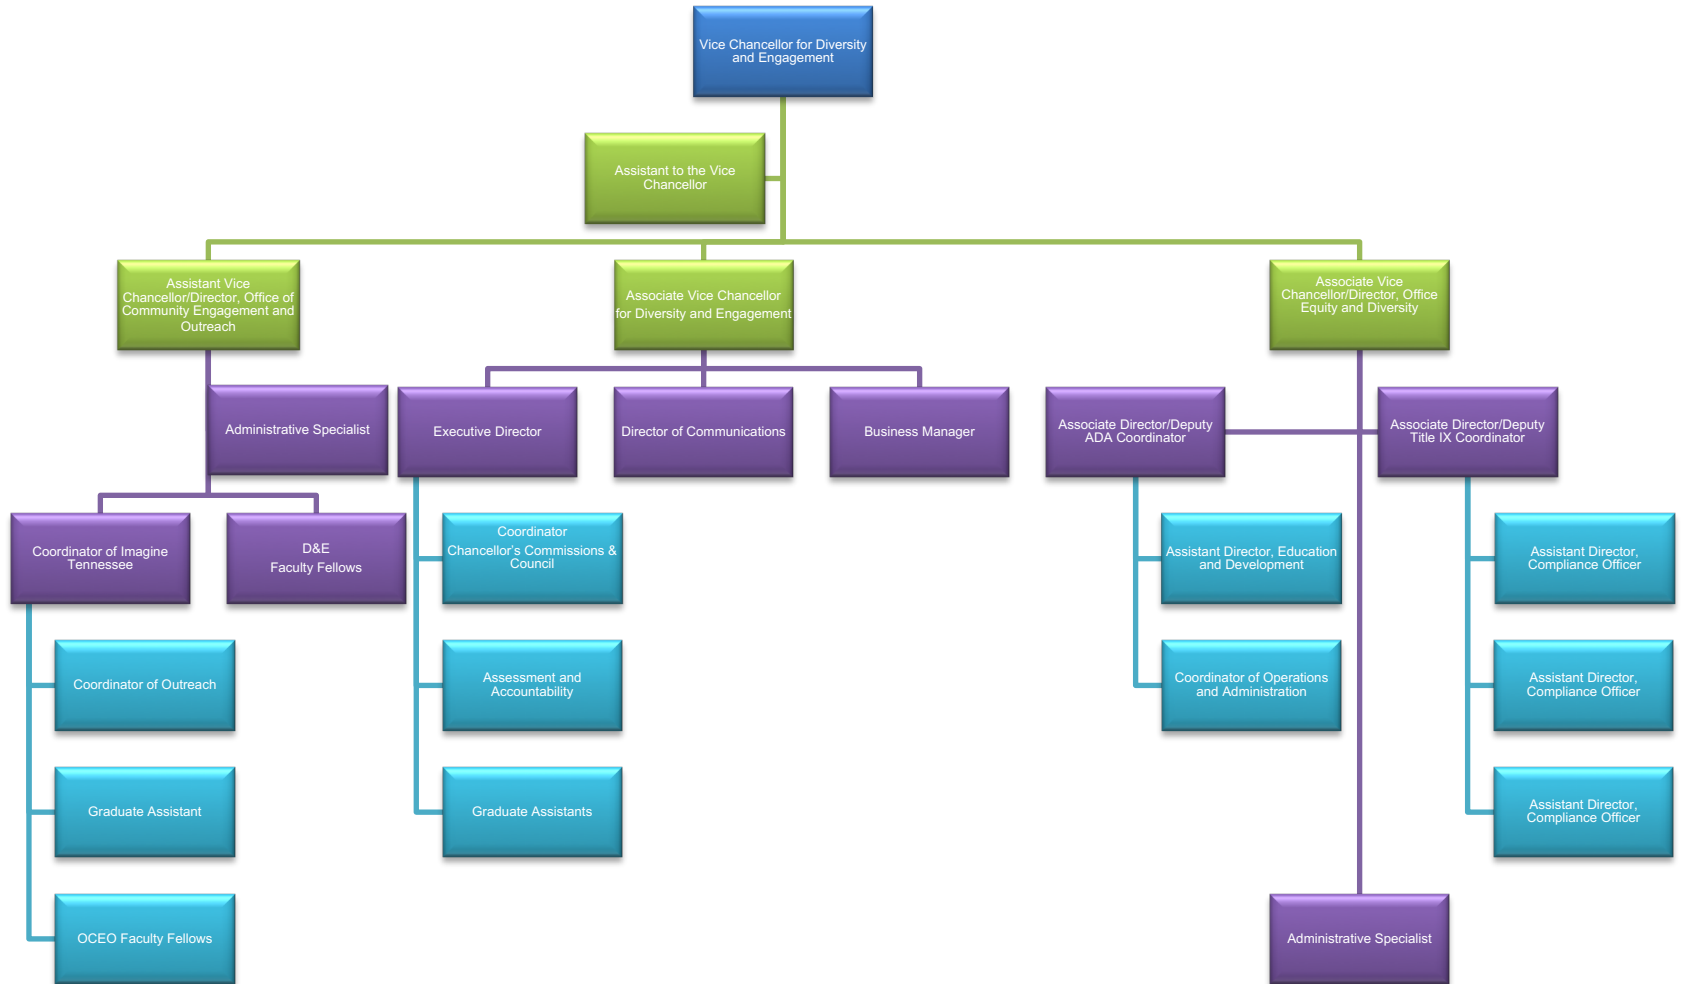 Vice Chancellor for Diversity
and Engagement
Assistant to the Vice
Chancellor
Assistant Vice
Chancellor/Director, Office of
Community Engagement and
Outreach
Associate Vice Chancellor
for Diversity and Engagement
Associate Vice
Chancellor/Director, Office
Equity and Diversity
Administrative Specialist
Executive Director
Director of Communications
Business Manager
Associate Director/Deputy
ADA Coordinator
Associate Director/Deputy
Title IX Coordinator
Coordinator of Imagine
Tennessee
D&E
Faculty Fellows
Coordinator
Chancellor’s Commissions &
Council
Assistant Director, Education
and Development
Assistant Director,
Compliance Officer
Coordinator of Outreach
Assessment and
Accountability
Coordinator of Operations
and Administration
Assistant Director,
Compliance Officer
Graduate Assistant
Graduate Assistants
Assistant Director,
Compliance Officer
OCEO Faculty Fellows
Administrative Specialist